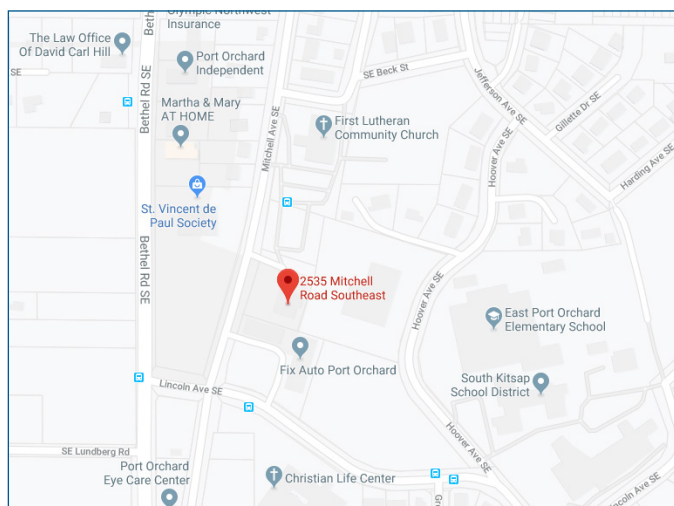 Olympic Northwest
Insurance
Beth
The Law Office
Of David Carl Hill
Port Orchard
Independent
SE
Bethel Rd SE
Martha & Mary
AT HOME
Mitchell Ave SE
SE Beck St
First Lutheran
Community Church
Jefferson Ave SE
Gillette Dr SE
Hoover Ave SE
Harding Ave SE
St. Vincent de
Paul Society
Bethel Rd SE
2535 Mitchell
Road Southeast
Hoover Ave SE
East Port Orchard
Elementary School
Fix Auto Port Orchard
South Kitsap
School District
Lincoln Ave SE
SE Lundberg Rd
Port Orchard
Eye Care Center
Christian Life Center
Hoover Ave SE
Lincoln Ave SE